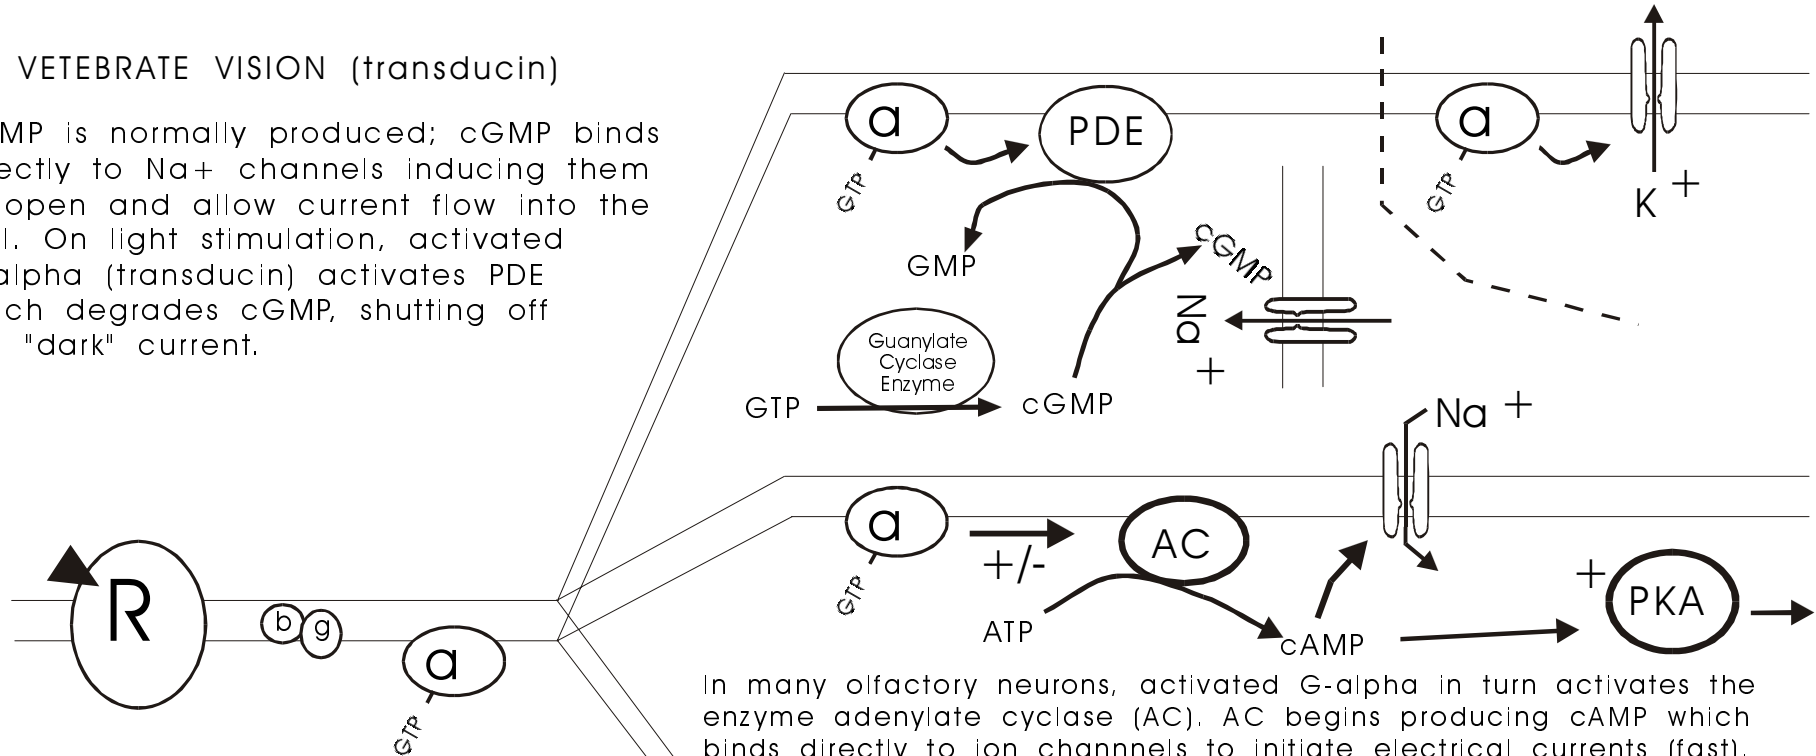 VETEBRATE VISION (transducin)
MP is normally produced; cGMP binds
ectly to Na+ channels inducing them
open and allow current flow into the
l. On light stimulation, activated
alpha (transducin) activates PDE
ch degrades cGMP, shutting off
"dark" current.
a
GTP
PDE
GMP
cGMP
Na
+
Guanylate
Cyclase
Enzyme
GTP
cGMP
a
GTP
K +
Na +
a
GTP
+/-
AC
ATP
cAMP
+
PKA
R
b
g
a
GTP
In many olfactory neurons, activated G-alpha in turn activates the
enzyme adenylate cyclase (AC). AC begins producing cAMP which
binds directly to ion channnels to initiate electrical currents (fast).